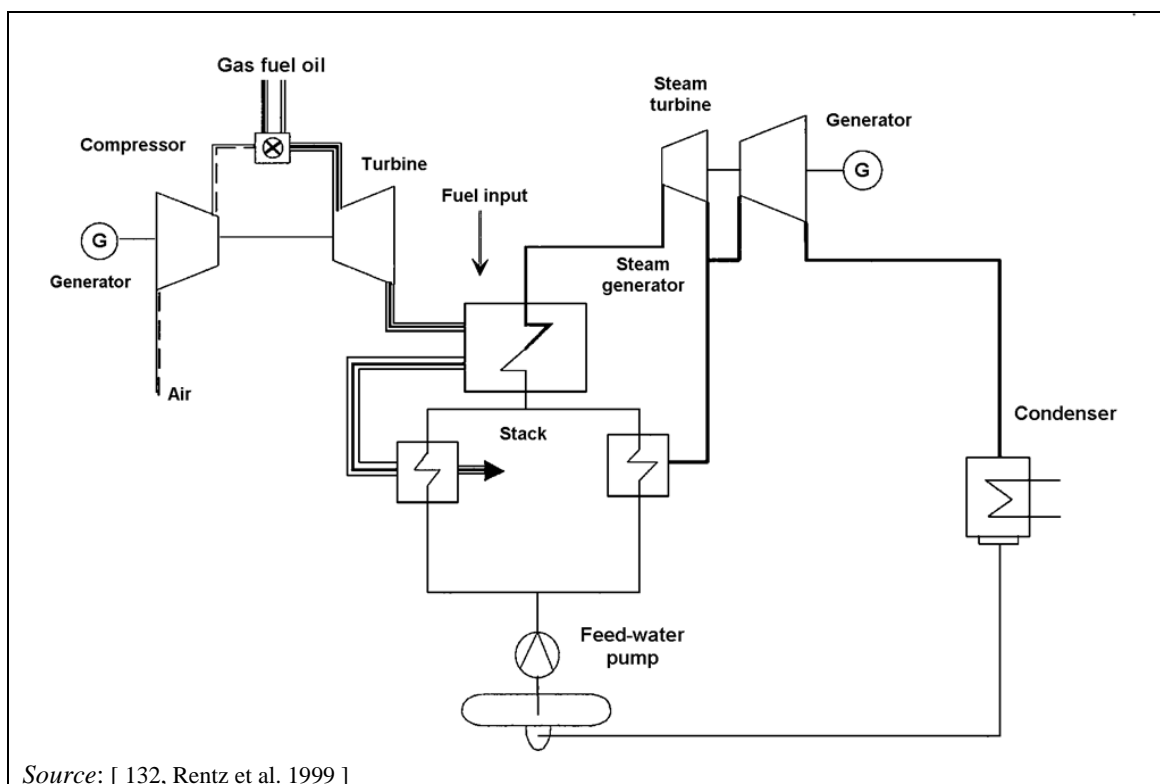 Gas fuel oil
Compressor
Turbine
G
Generator
Air
Fuel input
Steam
turbine
Generator
G
Steam
generator
Stack
Condenser
Feed-water
pump
Source: [ 132, Rentz et al. 1999 ]